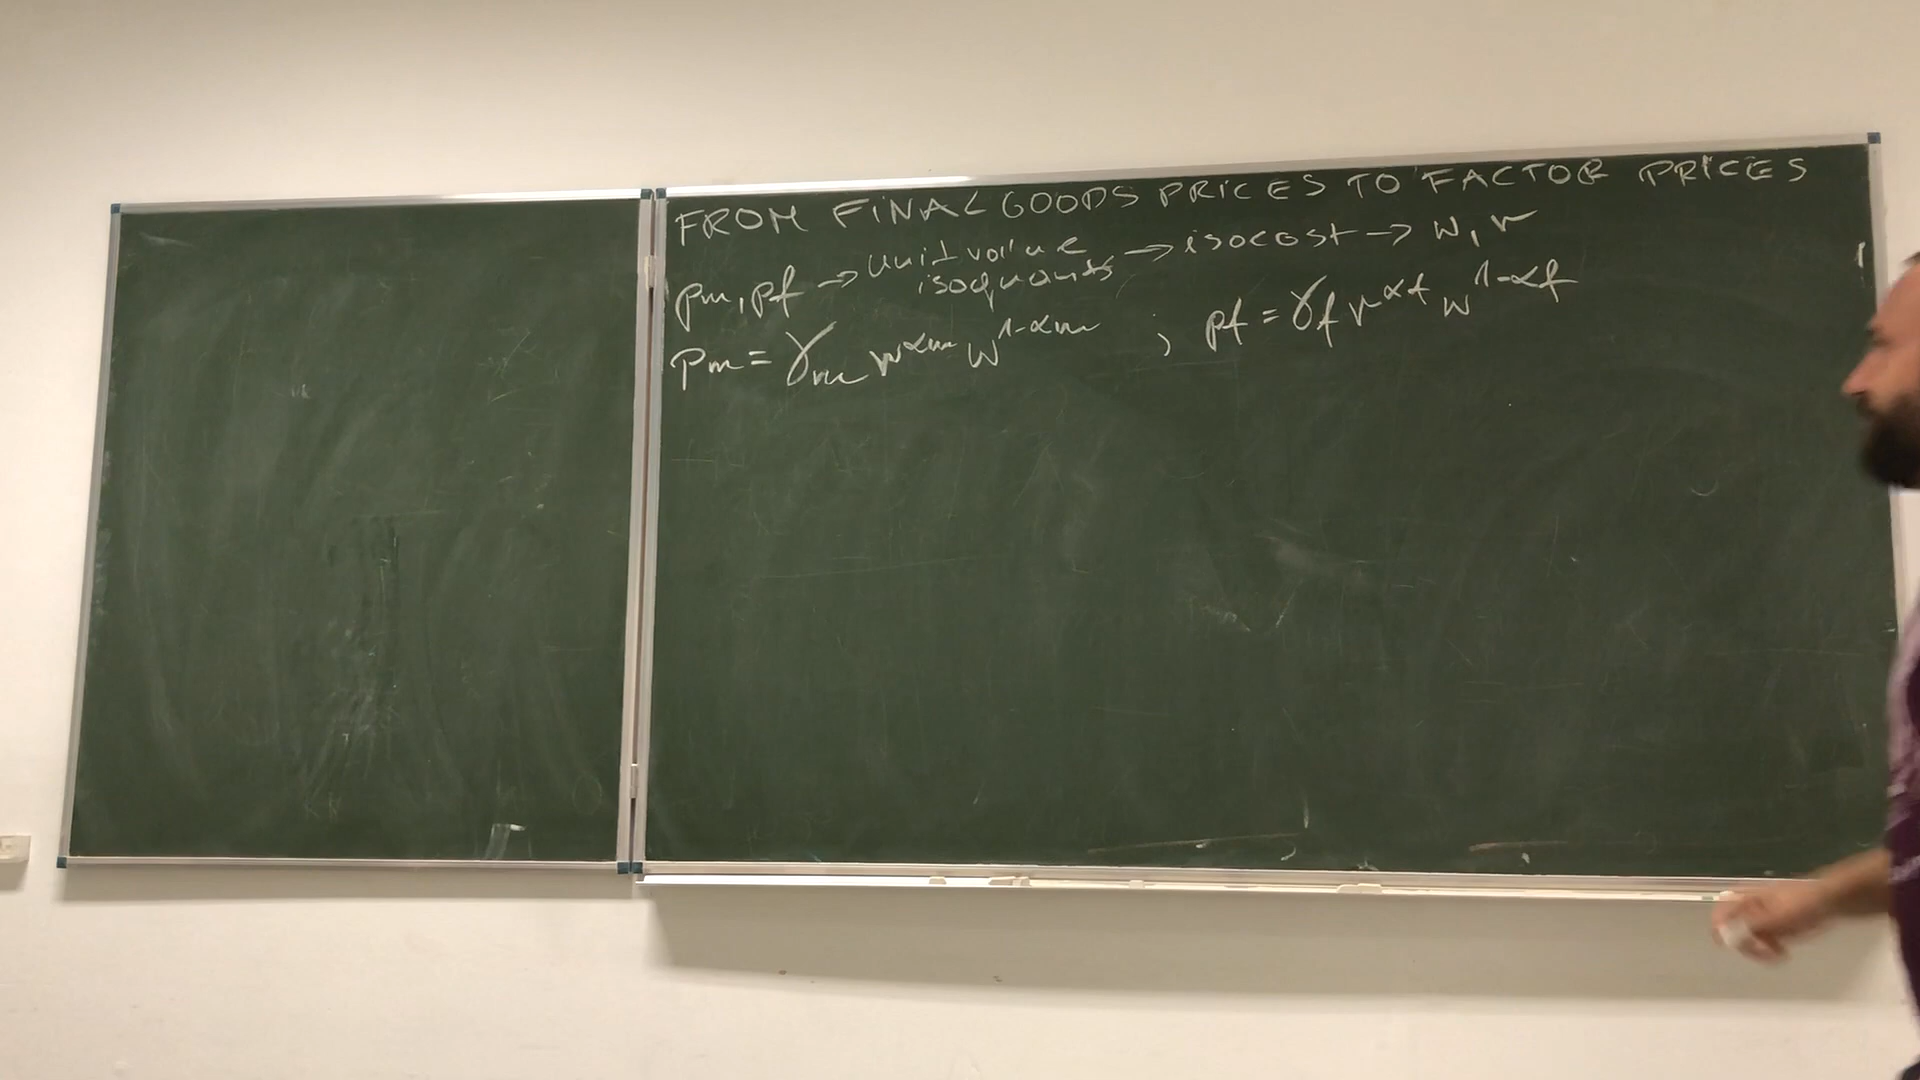 FROM FINAL GOODS PRICES TO FACTOR PRICES
pm, pf → unit value isoquants → isocost → w, r
pm = γm r^αm w^1-αm ; pf = γf r^αf w^1-αf